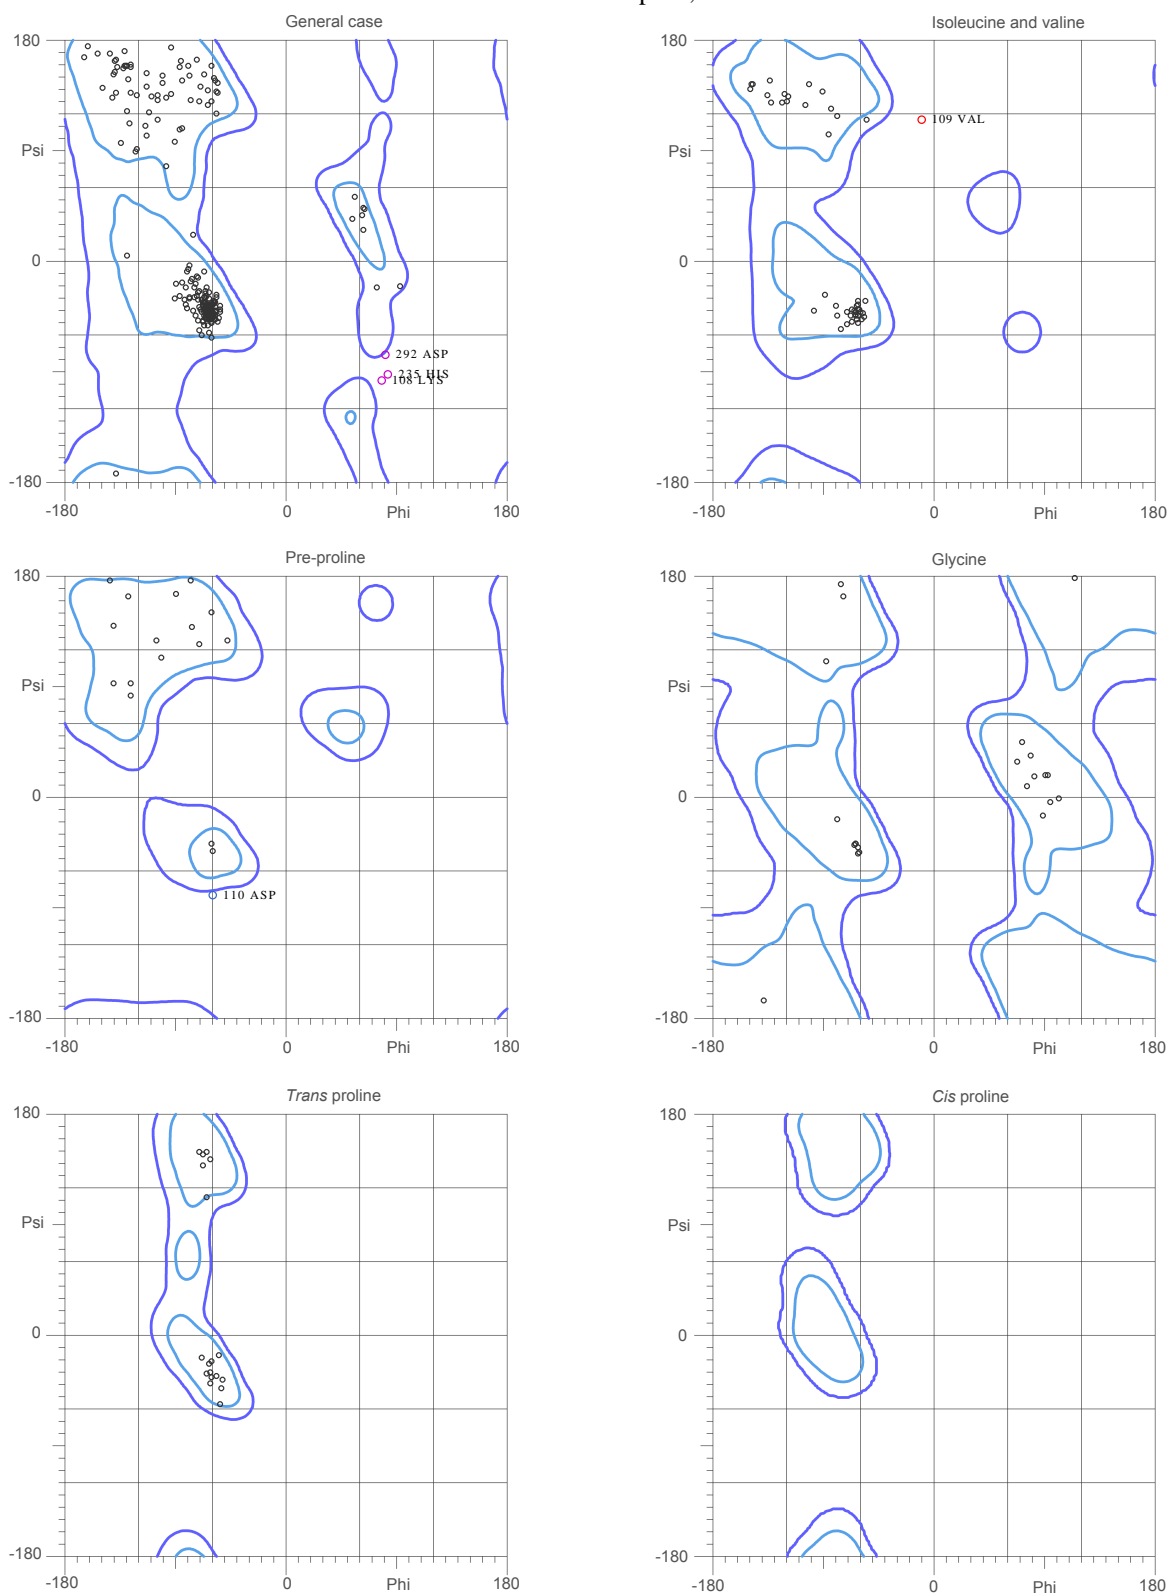 General case
Isoleucine and valine
180
180
109 VAL
Psi
Psi
0
0
292 ASP
235 HIS
108 LYS
-180
-180
-180
0
Phi
180
-180
0
Phi
180
Pre-proline
Glycine
180
180
Psi
Psi
0
0
110 ASP
-180
-180
-180
0
Phi
180
-180
0
Phi
180
Trans proline
Cis proline
180
180
Psi
Psi
0
0
-180
-180
-180
0
Phi
180
-180
0
Phi
180